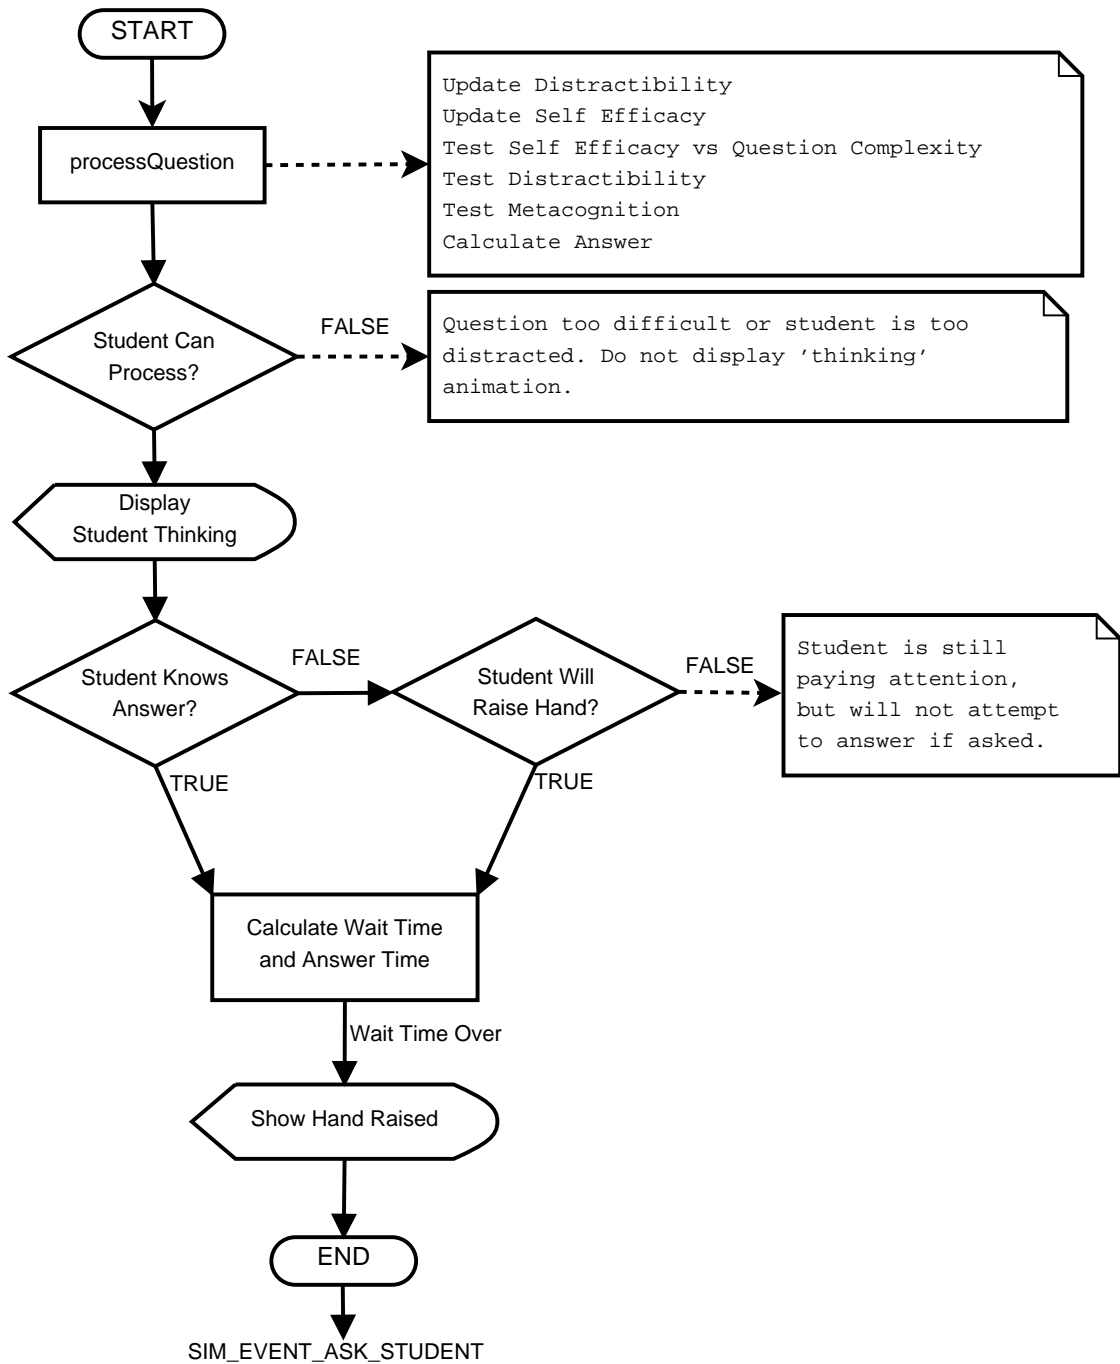 START
processQuestion
Update Distractibility
Update Self Efficacy
Test Self Efficacy vs Question Complexity
Test Distractibility
Test Metacognition
Calculate Answer
Student Can
Process?
FALSE
Question too difficult or student is too
distracted. Do not display ’thinking’
animation.
Display
Student Thinking
Student Knows
Answer?
FALSE
Student Will
Raise Hand?
FALSE
Student is still
paying attention,
but will not attempt
to answer if asked.
TRUE
TRUE
Calculate Wait Time
and Answer Time
Wait Time Over
Show Hand Raised
END
SIM_EVENT_ASK_STUDENT